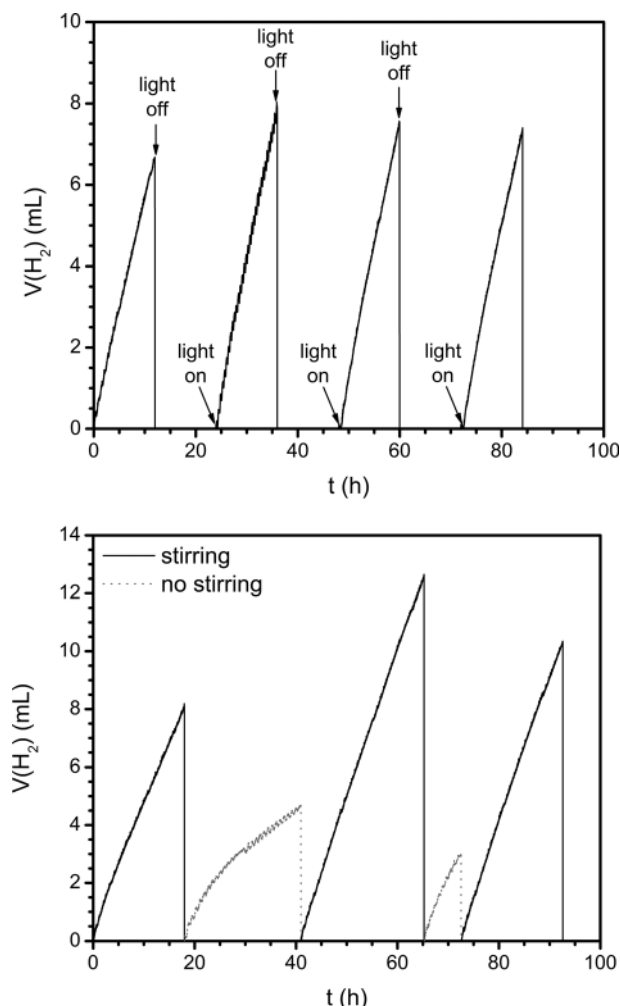 10
light
off
light
off
light
off
8
6
V(H₂) (mL)
4
light
on
light
on
light
on
2
0
0 20 40 60 80 100
t (h)
14
stirring
no stirring
12
10
8
V(H₂) (mL)
6
4
2
0
0 20 40 60 80 100
t (h)